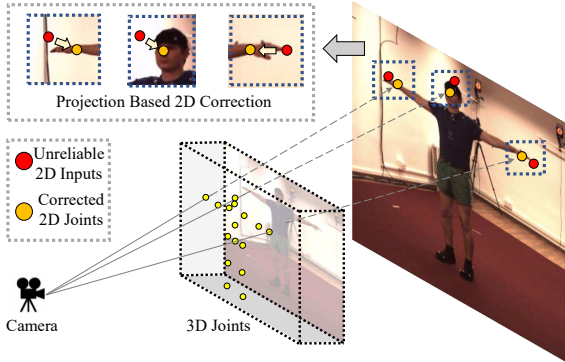 Projection Based 2D Correction
Unreliable
2D Inputs
Corrected
2D Joints
Camera
3D Joints